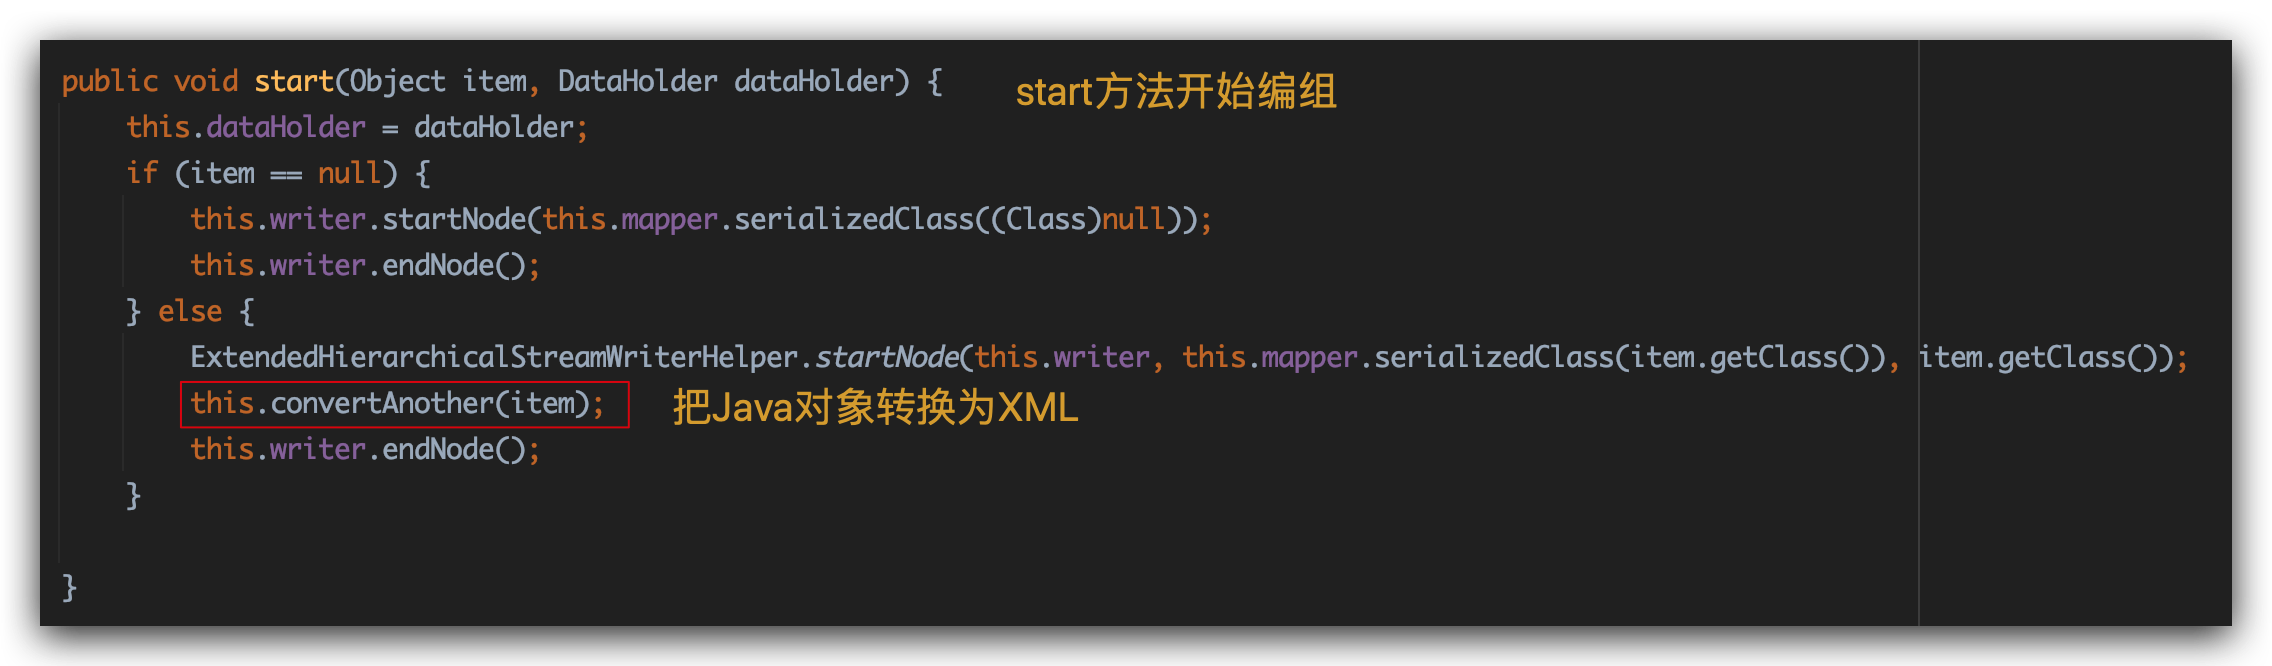 public void start(Object item, DataHolder dataHolder) { start方法开始编组
this.dataHolder = dataHolder;
if (item == null) {
this.writer.startNode(this.mapper.serializedClass((Class)null));
this.writer.endNode();
} else {
ExtendedHierarchicalStreamWriterHelper.startNode(this.writer, this.mapper.serializedClass(item.getClass()), item.getClass());
this.convertAnother(item); 把Java对象转换为XML
this.writer.endNode();
}
}